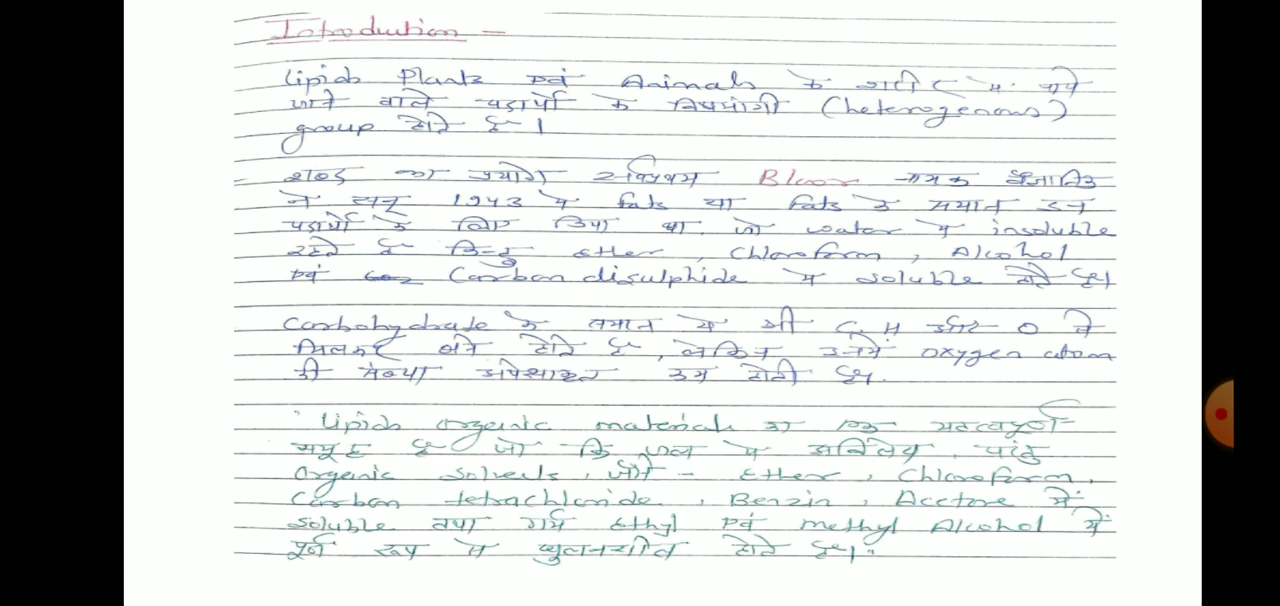 Introduction -
Lipids Plants एवं Animals के शरीर में पाये
जाने वाले पदार्थो के विषमांगी (heterogenous)
group होते है।
शब्द का प्रयोग सर्वप्रथम Bloor नामक वैज्ञानिक
ने सन् 1943 में fats या fats के समान उन
पदार्थो के लिए किया था, जो water में insoluble
रहते है किन्तु Ether, Chloroform, Alcohol
एवं Carbon disulphide में soluble होते है।
Carbohydrate के समान ये भी C, H और O से
मिलकर बने होते है, लेकिन उनमें oxygen atom
की संख्या अपेक्षाकृत कम होती है।
Lipids organic materials का एक महत्वपूर्ण
समूह है जो कि जल में अविलेय, परंतु
organic solvents, जैसे - Ether, Chloroform,
Carbon tetrachloride, Benzin, Acctone में
soluble तथा गर्म Ethyl एवं methyl Alcohol में
पूर्ण रूप से घुलनशील होते है।